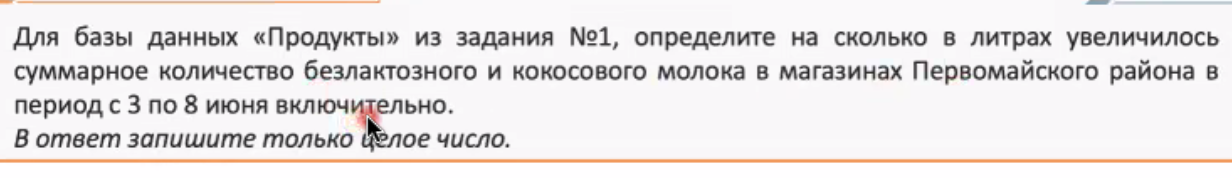 Для базы данных «Продукты» из задания №1, определите на сколько в литрах увеличилось
суммарное количество безлактозного и кокосового молока в магазинах Первомайского района в
период с 3 по 8 июня включительно.
В ответ запишите только целое число.